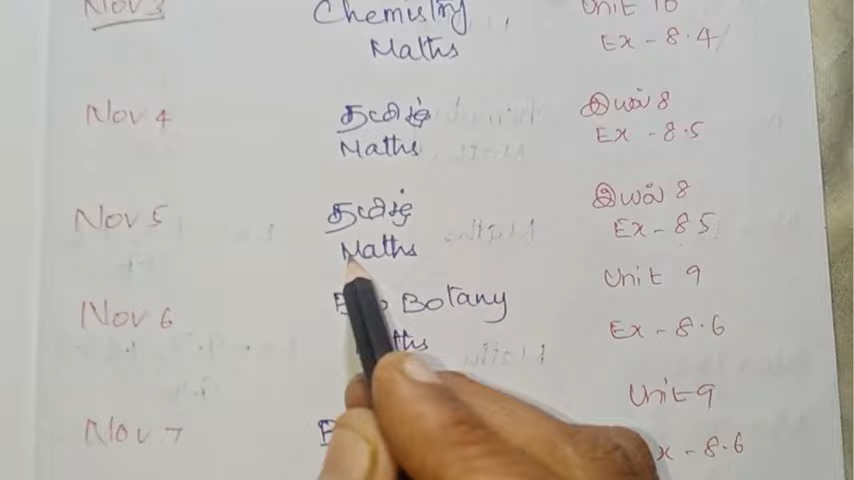 Nov 3 Chemistry Unit 10
Maths Ex - 8.4
Nov 4 தமிழ் இயல் 8
Maths Ex - 8.5
Nov 5 தமிழ் இயல் 8
Maths Ex - 8.5
Nov 6 Botany Unit 9
Ex - 8.6
Nov 7 Unit 9
8.6